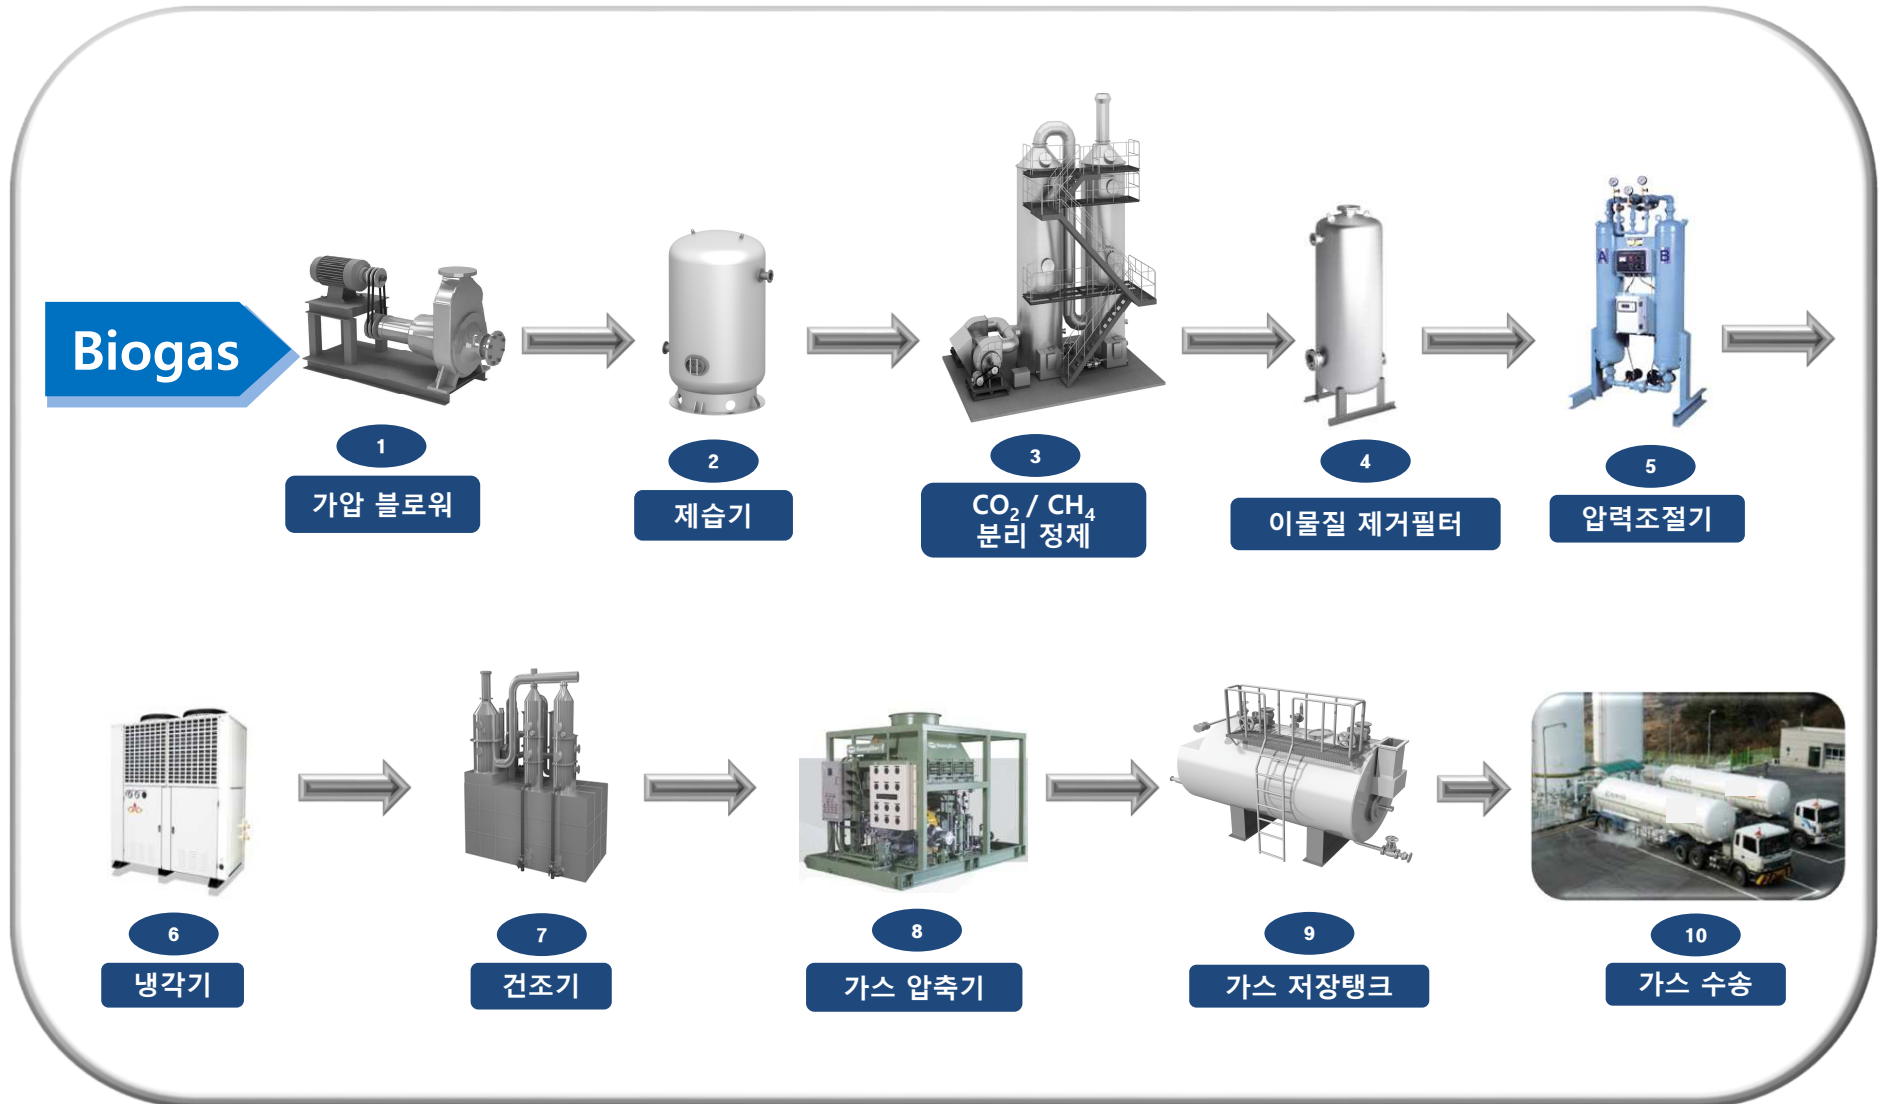 Biogas
1
가압 블로워
2
제습기
3
CO₂ / CH₄
분리 정제
4
이물질 제거필터
A
B
5
압력조절기
6
냉각기
7
건조기
8
가스 압축기
9
가스 저장탱크
10
가스 수송